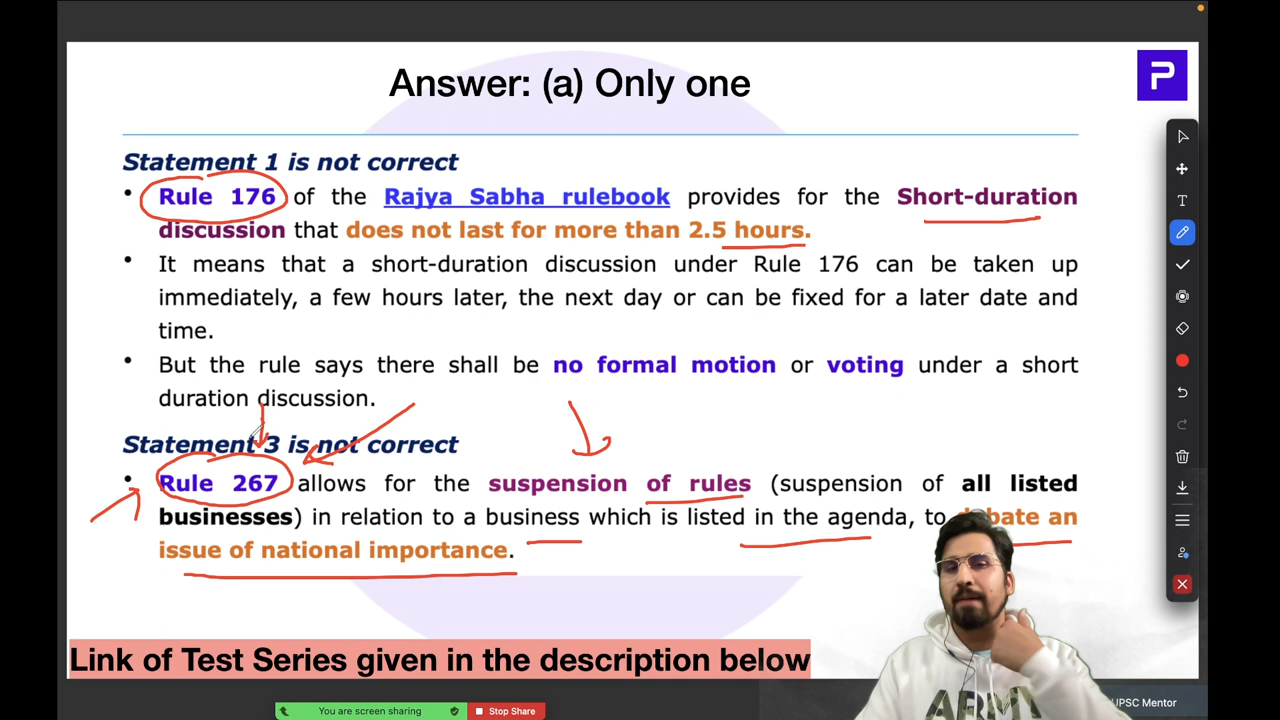 Answer: (a) Only one
P
Statement 1 is not correct
• Rule 176 of the Rajya Sabha rulebook provides for the Short-duration
discussion that does not last for more than 2.5 hours.
• It means that a short-duration discussion under Rule 176 can be taken up
immediately, a few hours later, the next day or can be fixed for a later date and
time.
• But the rule says there shall be no formal motion or voting under a short
duration discussion.
Statement 3 is not correct
• Rule 267 allows for the suspension of rules (suspension of all listed
businesses) in relation to a business which is listed in the agenda, to debate an
issue of national importance.
T
Link of Test Series given in the description below
ARMY
UPSC Mentor
You are screen sharing
Stop Share